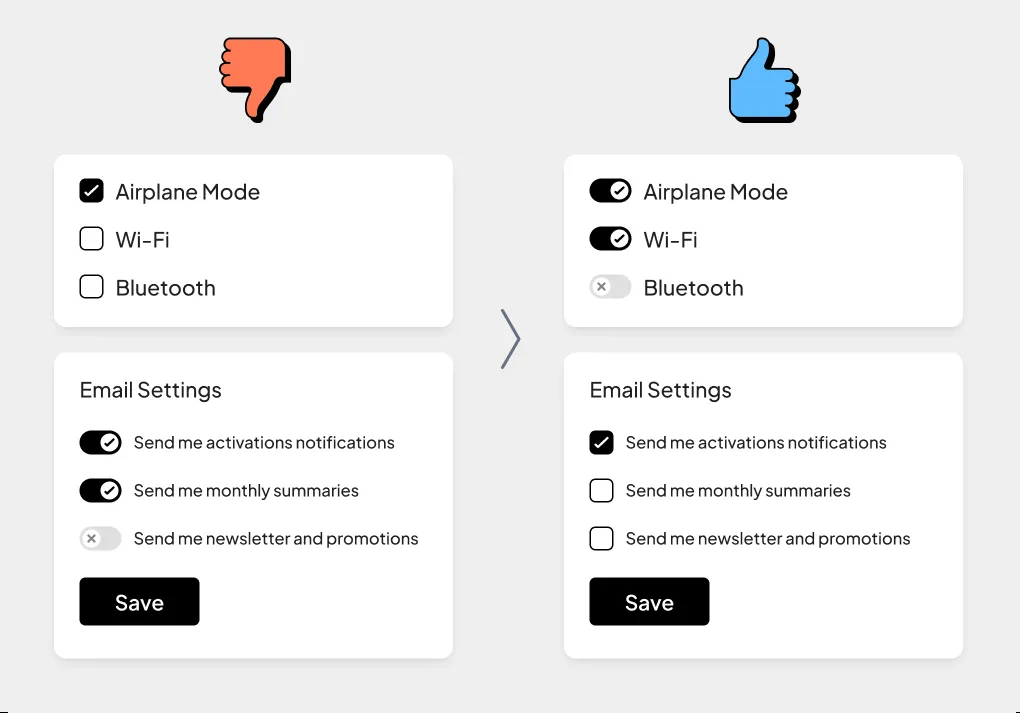 Airplane Mode
Wi-Fi
Bluetooth
Email Settings
Send me activations notifications
Send me monthly summaries
Send me newsletter and promotions
Save
Airplane Mode
Wi-Fi
Bluetooth
Email Settings
Send me activations notifications
Send me monthly summaries
Send me newsletter and promotions
Save